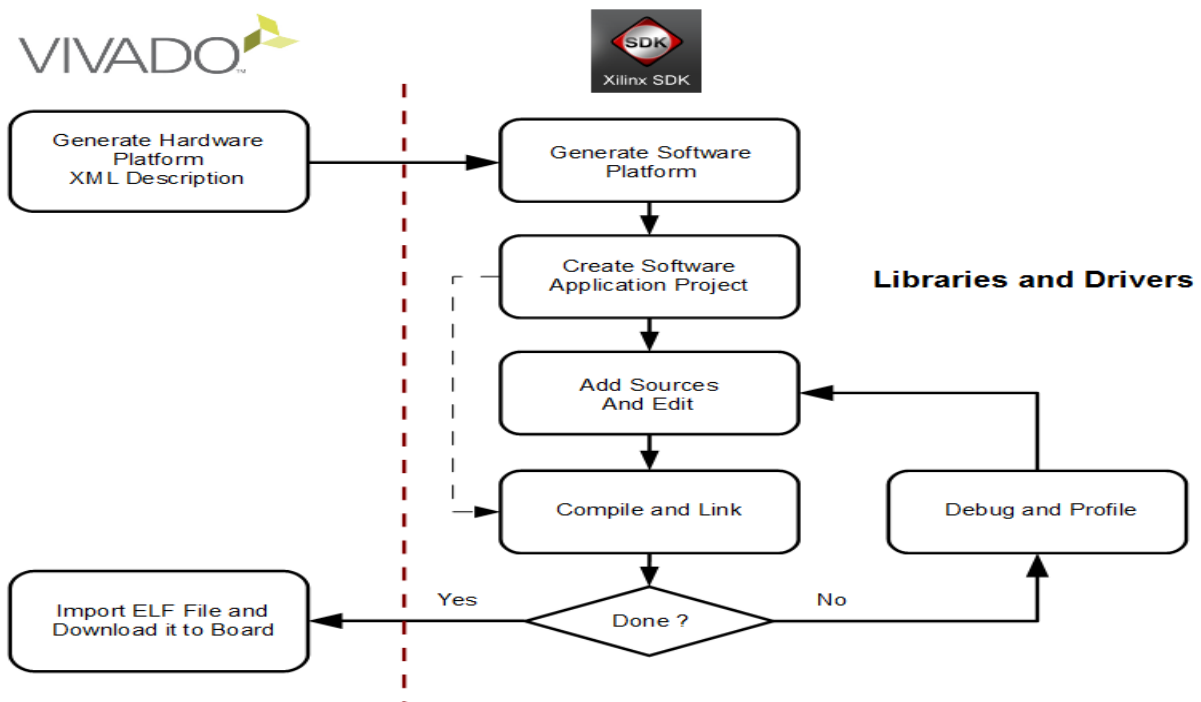 VIVADO™
SDK
Xilinx SDK
Generate Hardware
Platform
XML Description
Generate Software
Platform
Create Software
Application Project
Libraries and Drivers
Add Sources
And Edit
Compile and Link
Debug and Profile
Import ELF File and
Download it to Board
Yes
Done ?
No